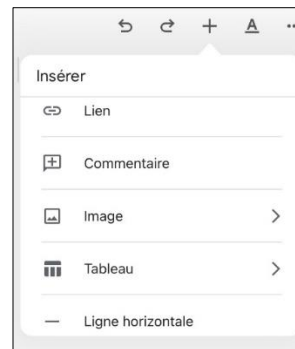 A
Insérer
Lien
Commentaire
Image
Tableau
Ligne horizontale